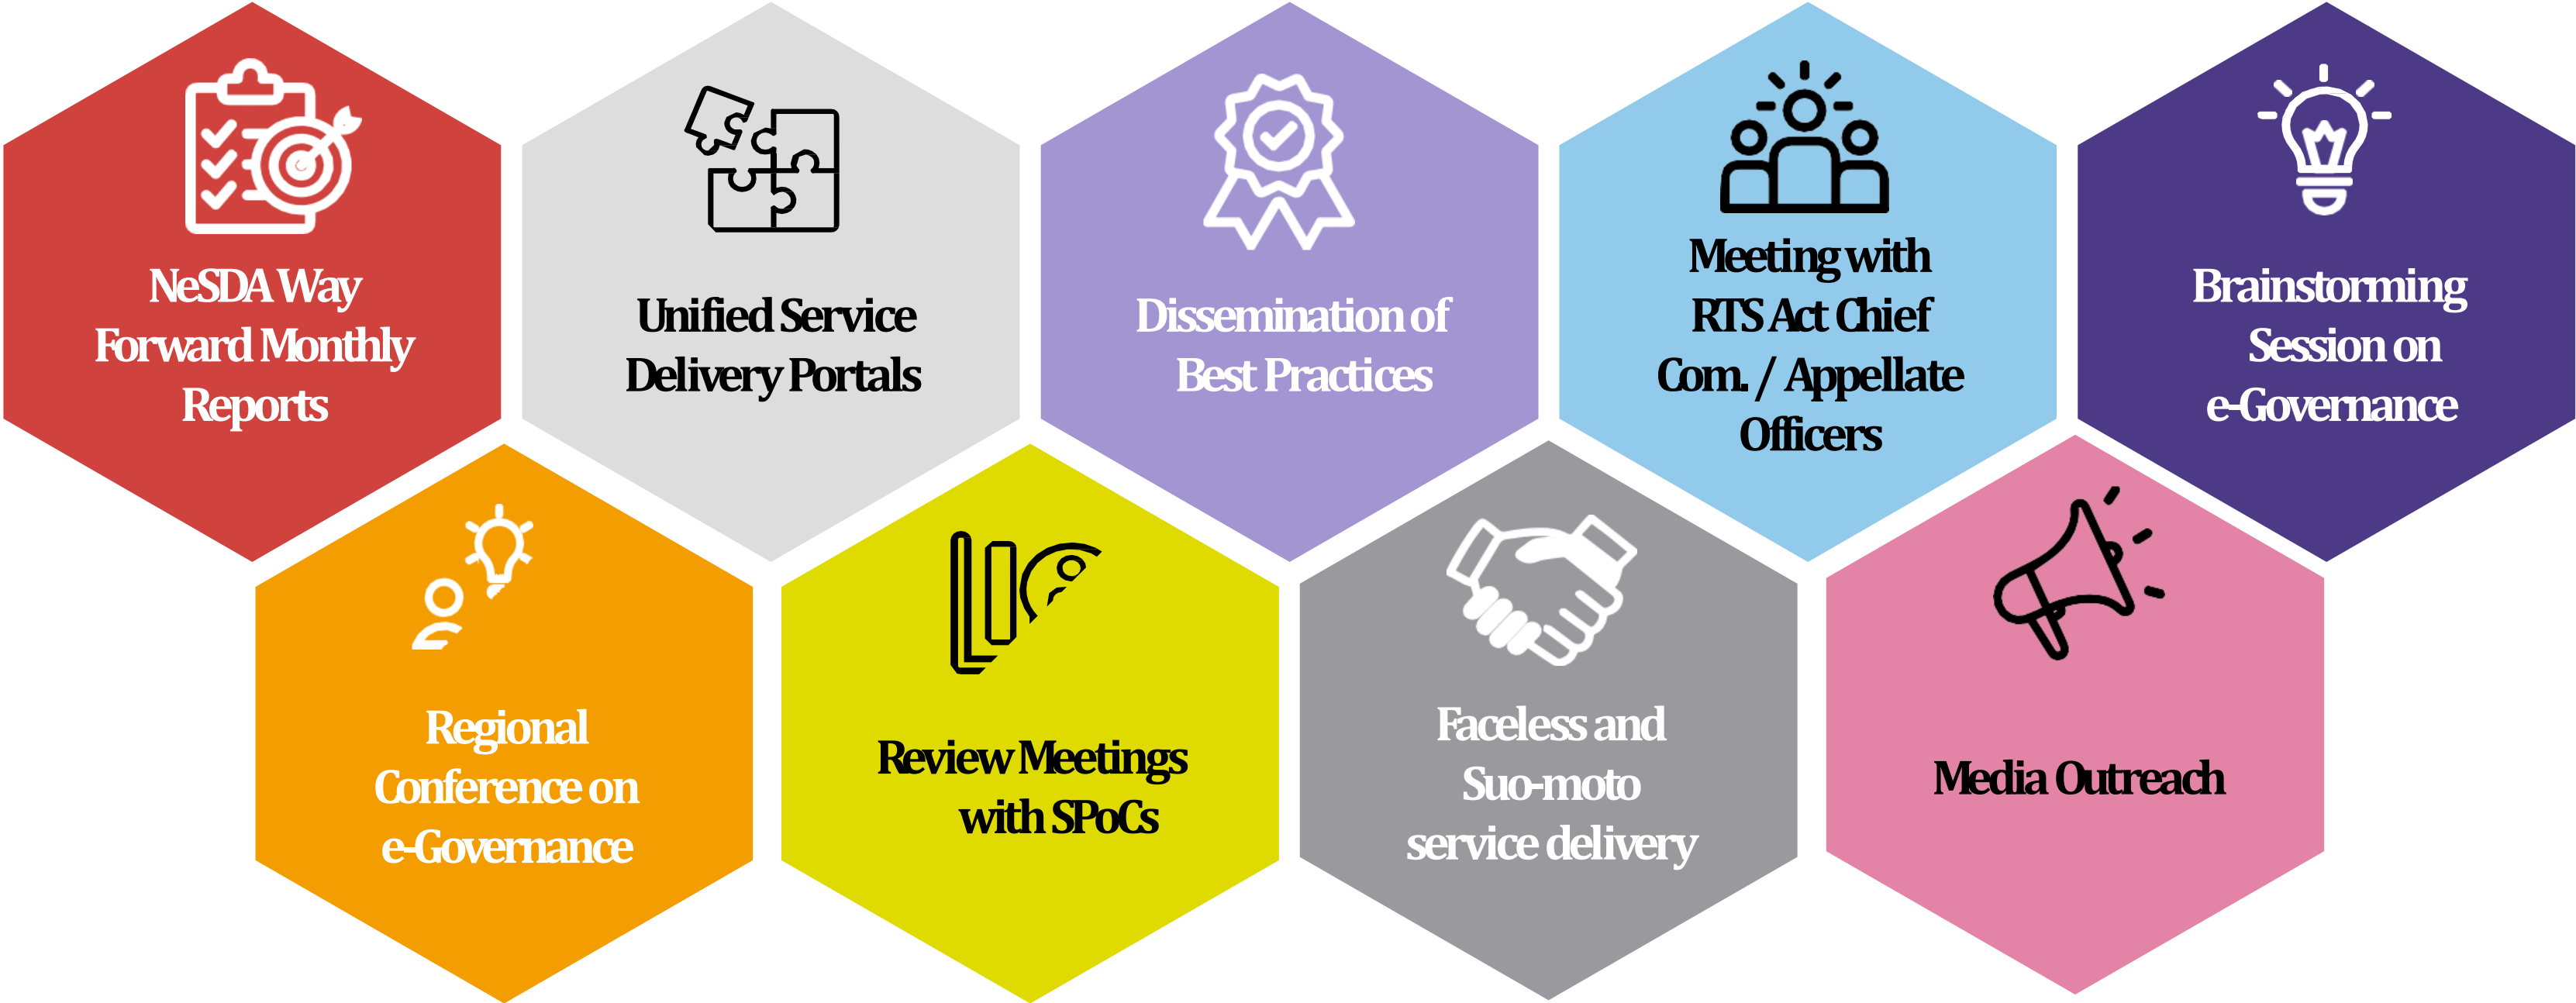 NeSDA Way
Forward Monthly
Reports
Unified Service
Delivery Portals
Dissemination of
Best Practices
Meeting with
RTS Act Chief
Com. / Appellate
Officers
Brainstorming
Session on
e-Governance
Regional
Conference on
e-Governance
Review Meetings
with SPoCs
Faceless and
Suo-moto
service delivery
Media Outreach